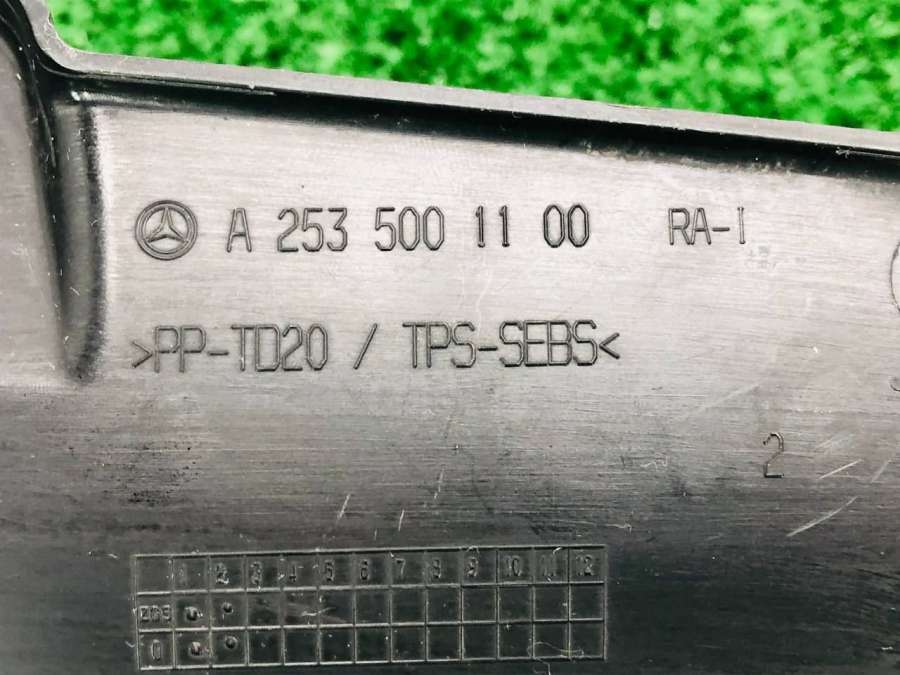 A 253 500 11 00 RA-I
>PP-TD20 / TPS-SEBS<
2
1 2 3 4 5 6 7 8 9 10 11 12
0